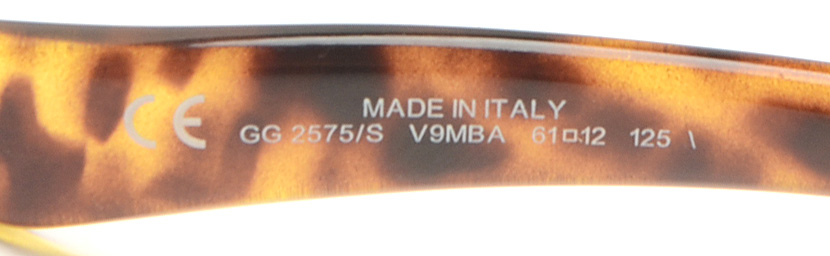 CE
MADE IN ITALY
GG 2575/S V9MBA 61□12 125 \